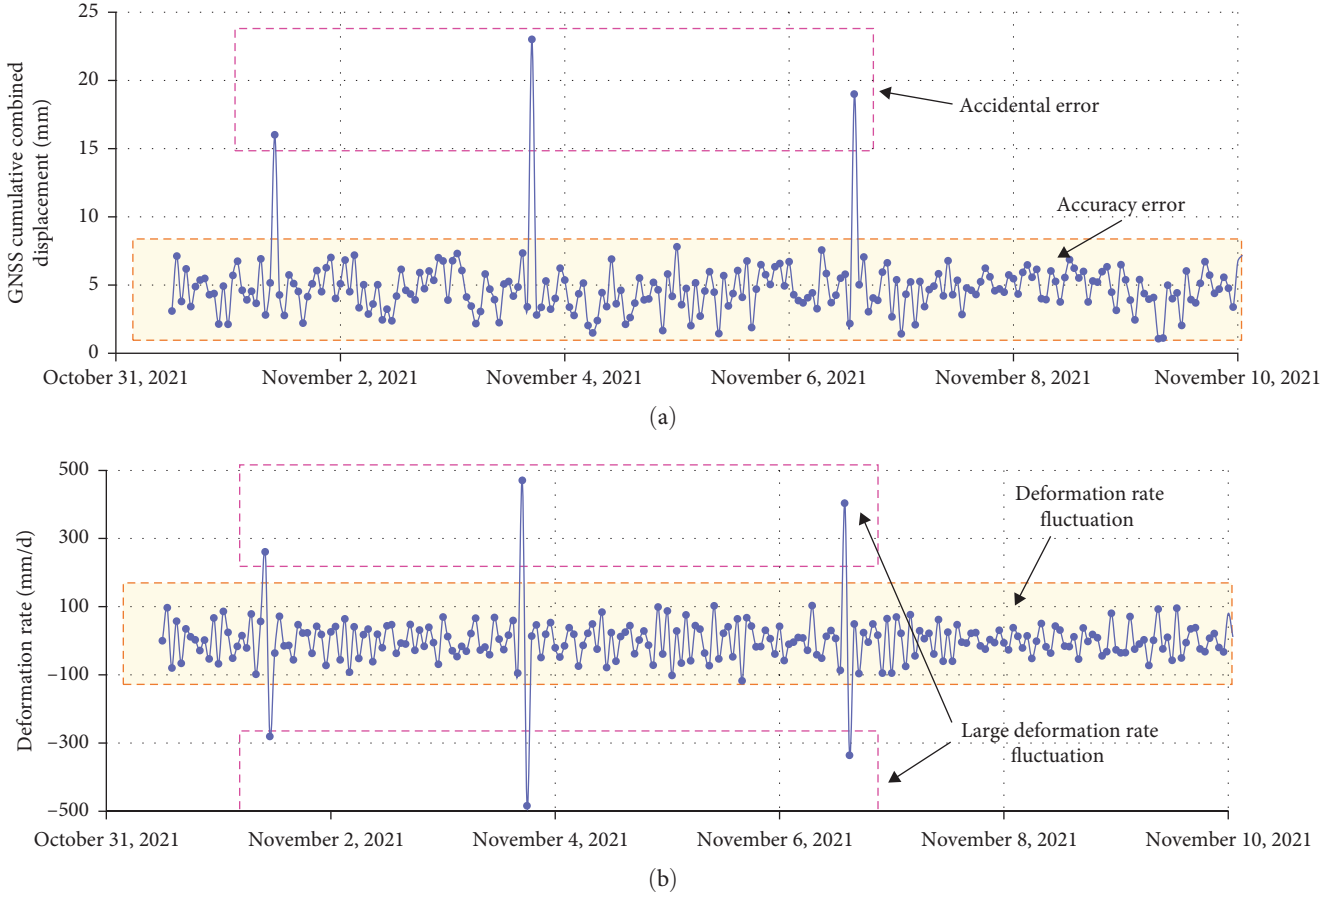 GNSS cumulative combined
displacement (mm)
25
20
15
10
5
0
Accidental error
Accuracy error
October 31, 2021
November 2, 2021
November 4, 2021
November 6, 2021
November 8, 2021
November 10, 2021
(a)
Deformation rate (mm/d)
500
300
100
−100
−300
−500
Deformation rate
fluctuation
Large deformation rate
fluctuation
October 31, 2021
November 2, 2021
November 4, 2021
November 6, 2021
November 8, 2021
November 10, 2021
(b)